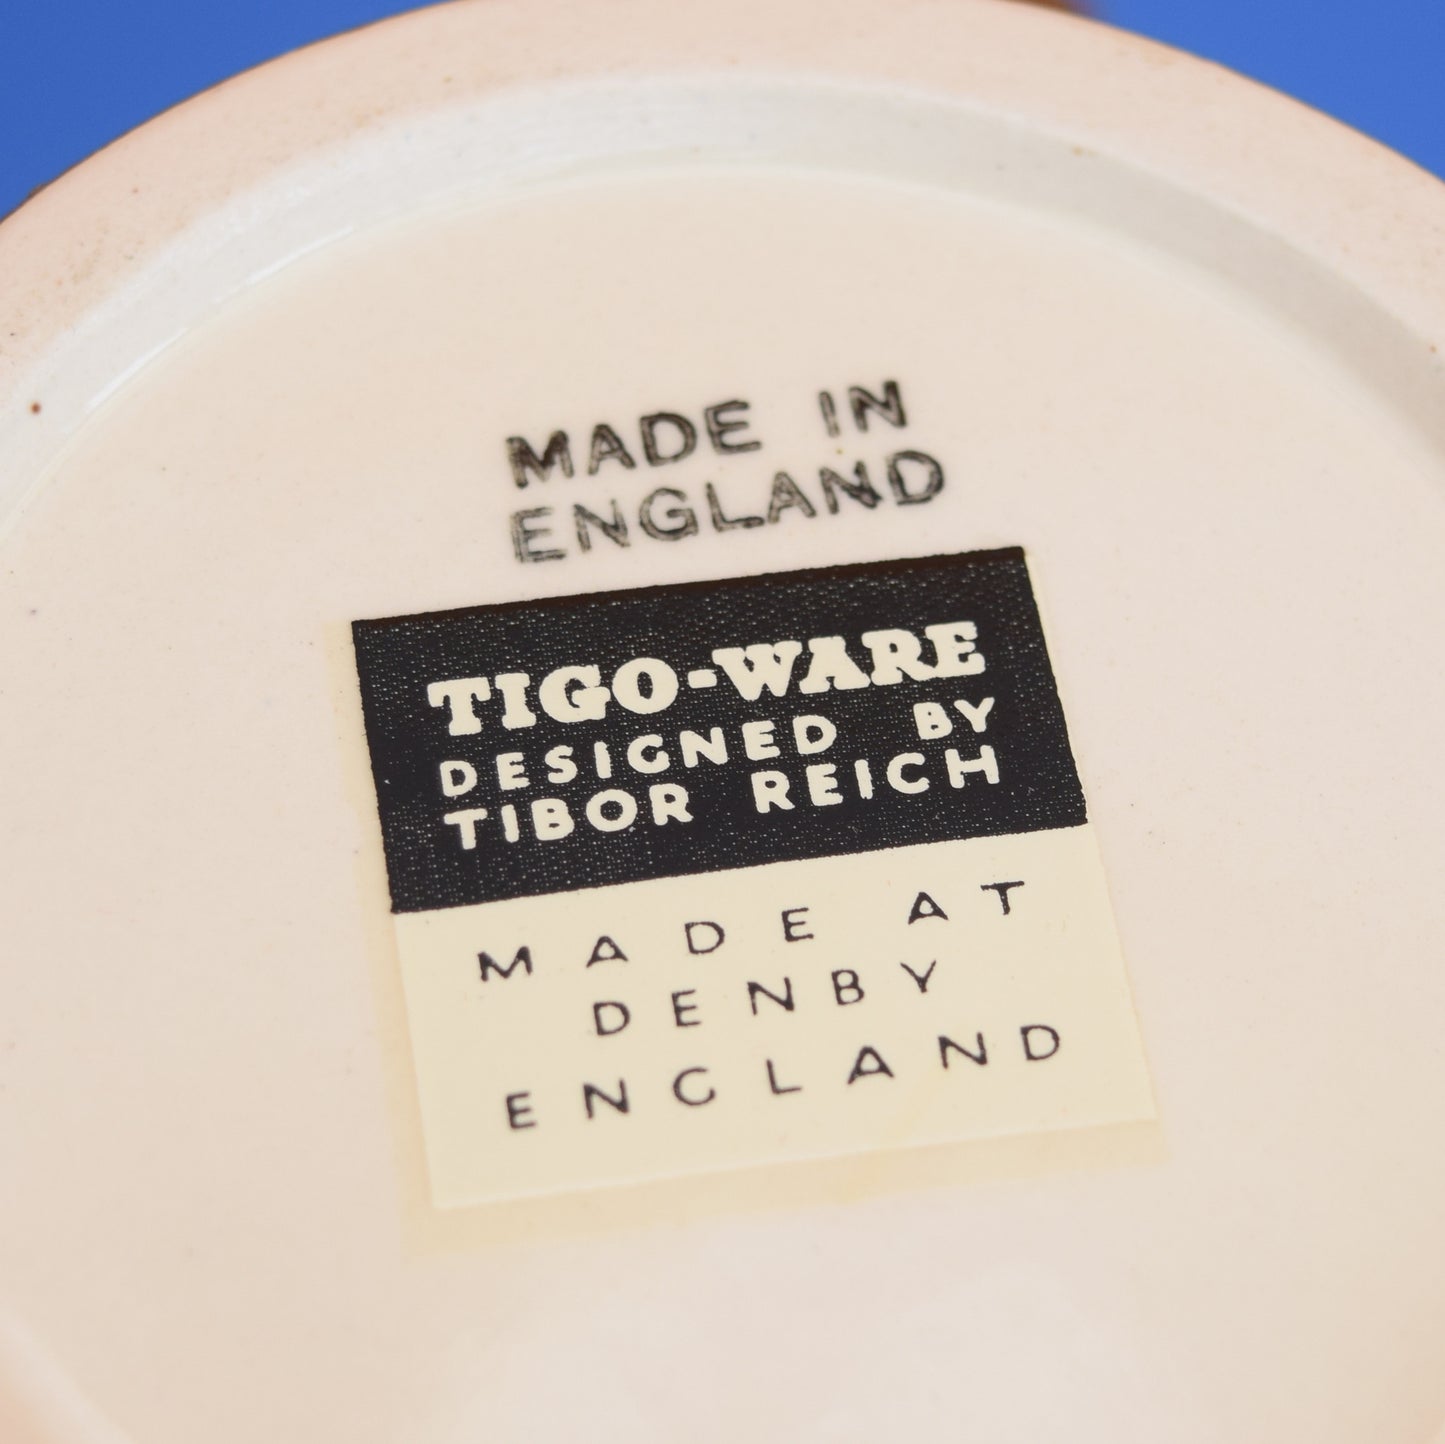 MADE IN
ENGLAND
TIGO-WARE
DESIGNED BY
TIBOR REICH
MADE AT
DENBY
ENGLAND